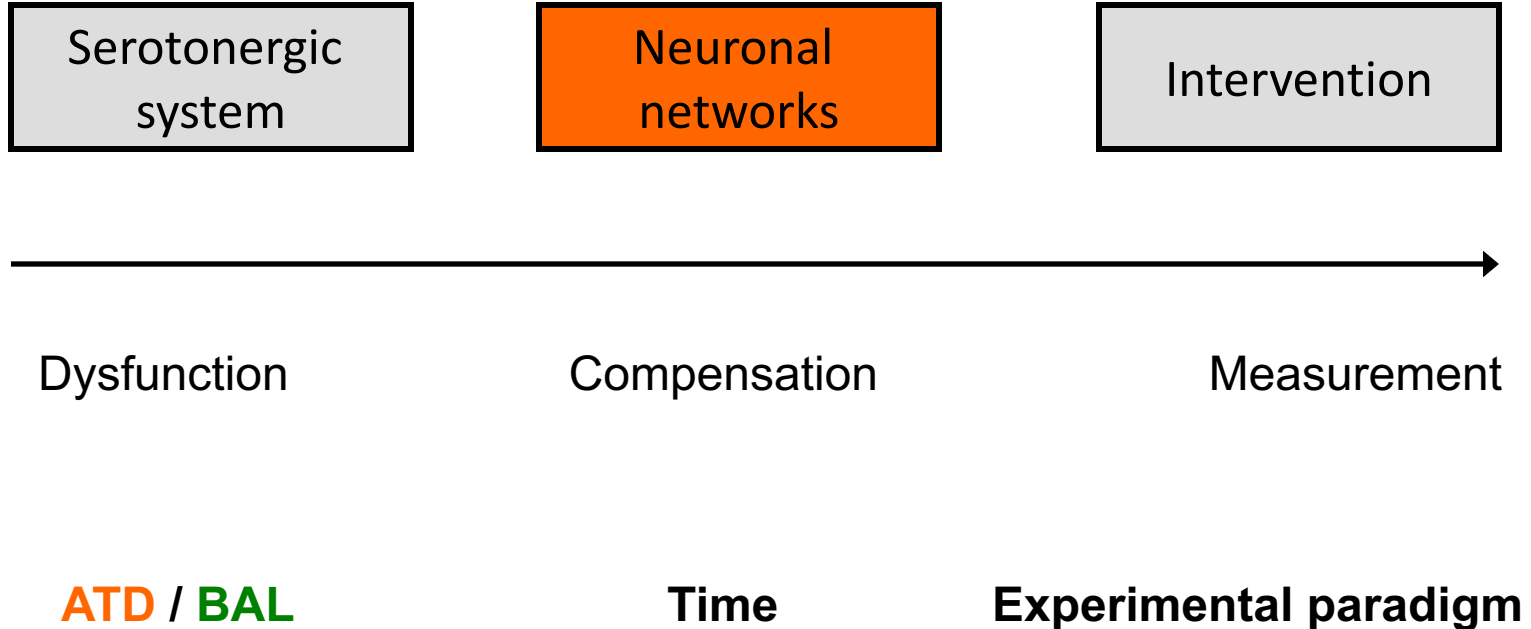 Serotonergic
system
Neuronal
networks
Intervention
Dysfunction
Compensation
Measurement
ATD / BAL
Time
Experimental paradigm